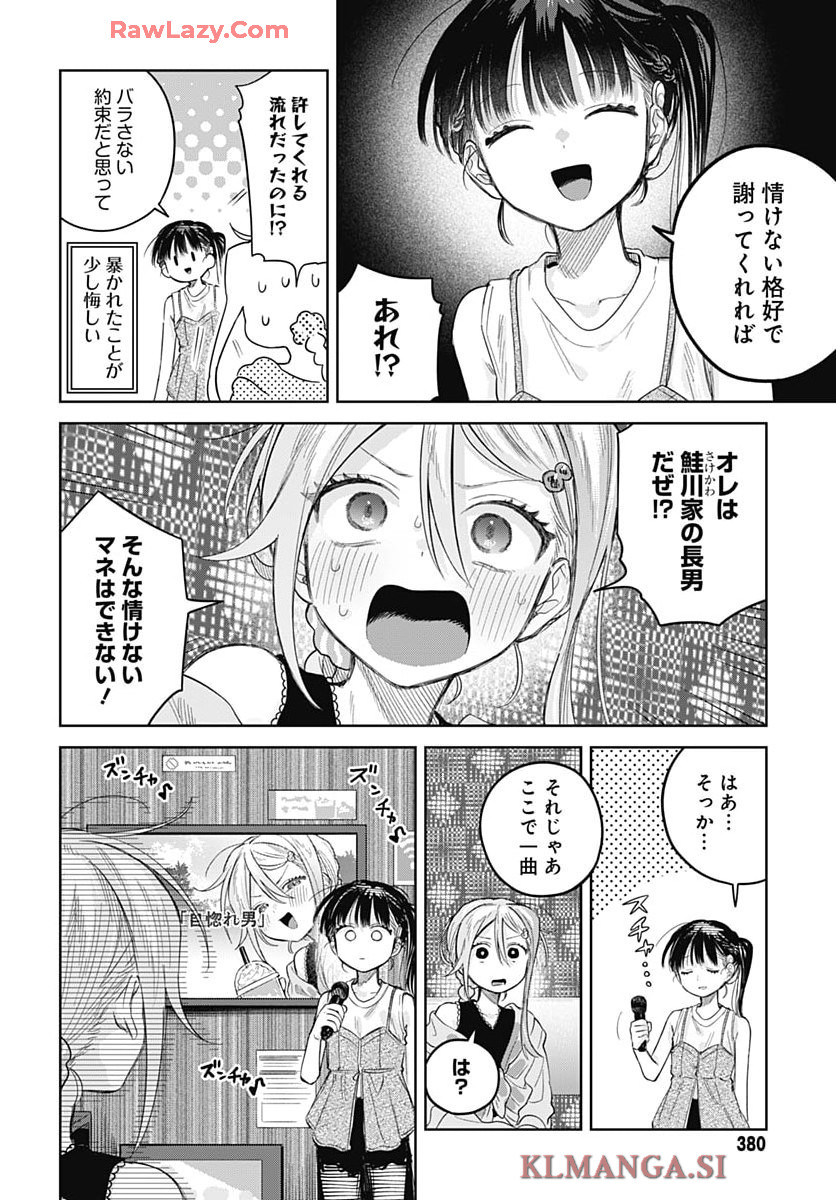 RawLazy.Com
情けない格好で
謝ってくれれば
あれ!?
許してくれる
流れだったのに!?
バラさない
約束だと思って
暴かれたことが
少し悔しい
オレは
鮭川家の長男
さけかわ
だぜ!?
そんな情けない
マネはできない!
はあ…
そっか…
スチャ…
それじゃあ
ここで一曲
は?
ズンチャ♪
ズンチャ♪
「自惚れ男」
ズンチャ♪
380
KLMANGA.SI